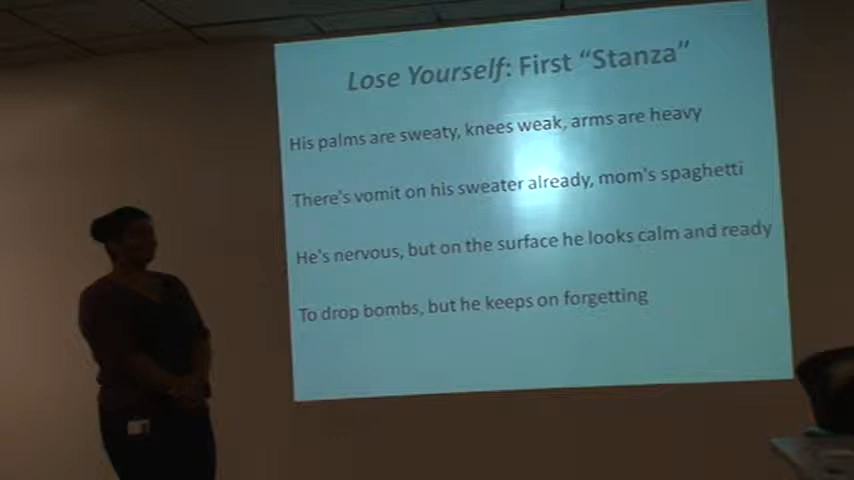 Lose Yourself: First “Stanza”
His palms are sweaty, knees weak, arms are heavy
There's vomit on his sweater already, mom's spaghetti
He's nervous, but on the surface he looks calm and ready
To drop bombs, but he keeps on forgetting